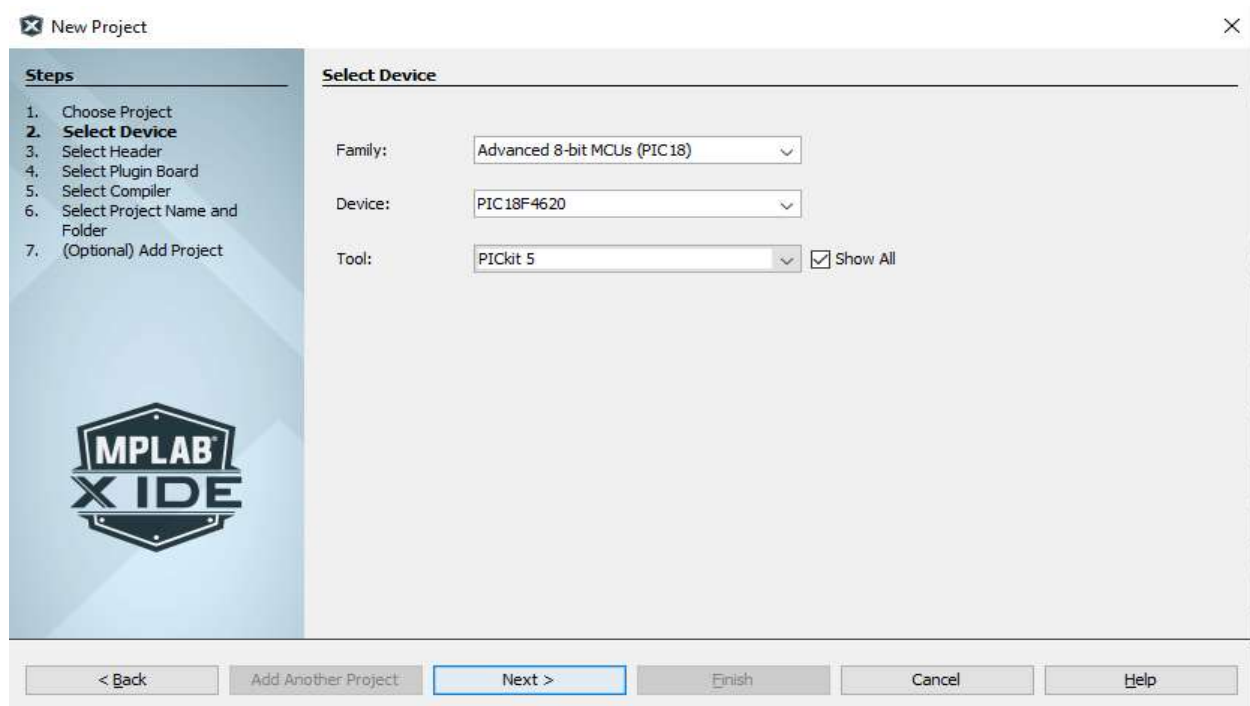 New Project
Steps
1. Choose Project
2. Select Device
3. Select Header
4. Select Plugin Board
5. Select Compiler
6. Select Project Name and
Folder
7. (Optional) Add Project
MPLAB®
X IDE
Select Device
Family: Advanced 8-bit MCUs (PIC18)
Device: PIC18F4620
Tool: PICkit 5 Show All
< Back Add Another Project Next > Finish Cancel Help